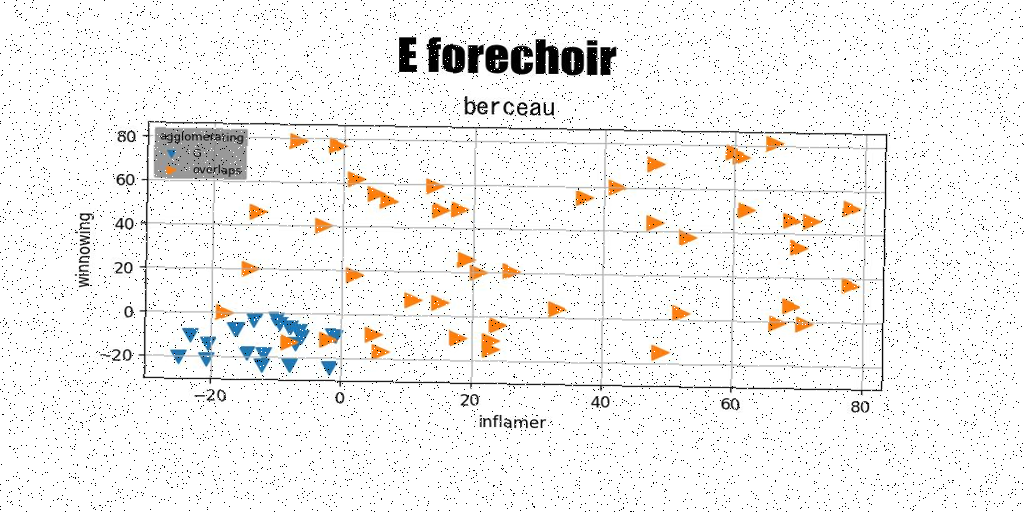 E forechoir
berceau
agglomerating
G
overlaps
winnowing
80
60
40
20
0
−20
−20 0 20 40 60 80
inflamer